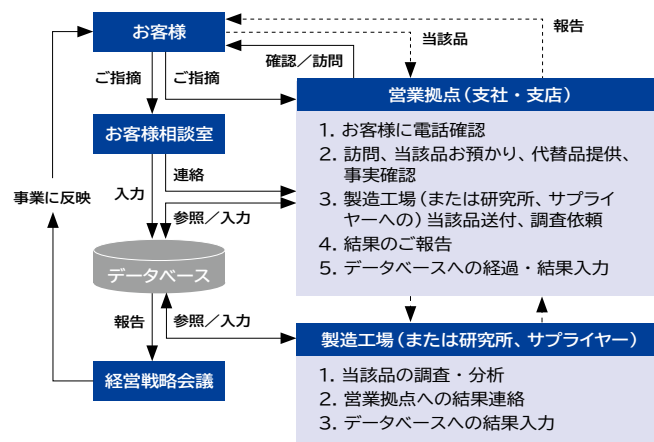 お客様
当該品
報告
確認／訪問
ご指摘
ご指摘
営業拠点（支社・支店）
1. お客様に電話確認
2. 訪問、当該品お預かり、代替品提供、
事実確認
3. 製造工場（または研究所、サプライ
ヤーへの）当該品送付、調査依頼
4. 結果のご報告
5. データベースへの経過・結果入力
お客様相談室
連絡
入力
事業に反映
参照／入力
データベース
報告
参照／入力
製造工場（または研究所、サプライヤー）
1. 当該品の調査・分析
2. 営業拠点への結果連絡
3. データベースへの結果入力
経営戦略会議